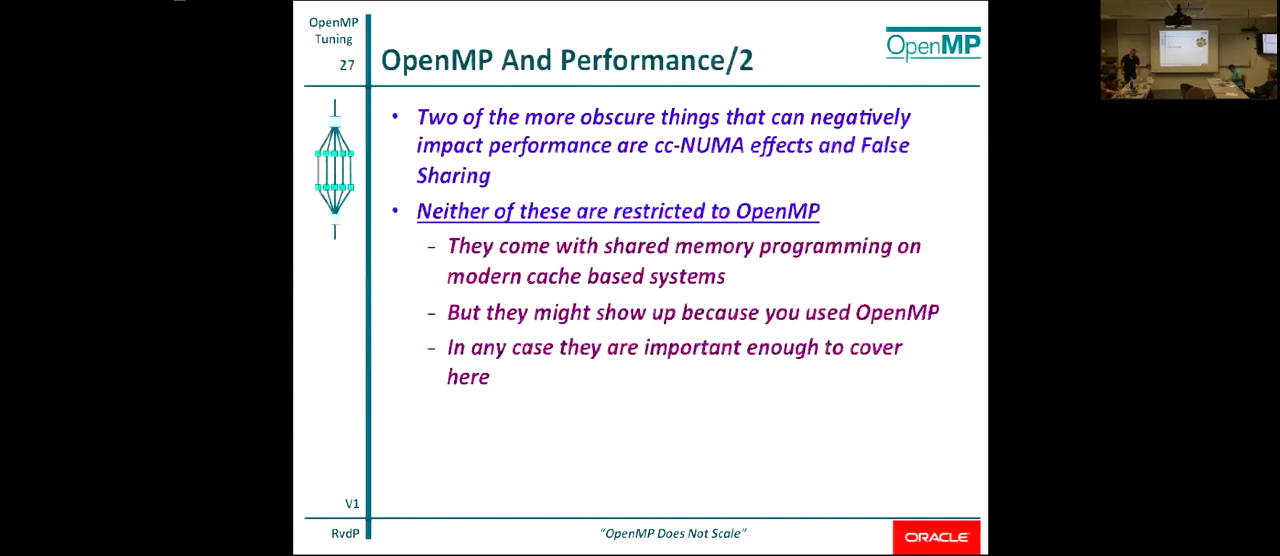 OpenMP
Tuning
27
OpenMP And Performance/2
OpenMP
• Two of the more obscure things that can negatively
impact performance are cc-NUMA effects and False
Sharing
• Neither of these are restricted to OpenMP
– They come with shared memory programming on
modern cache based systems
– But they might show up because you used OpenMP
– In any case they are important enough to cover
here
V1
RvdP
“OpenMP Does Not Scale”
ORACLE